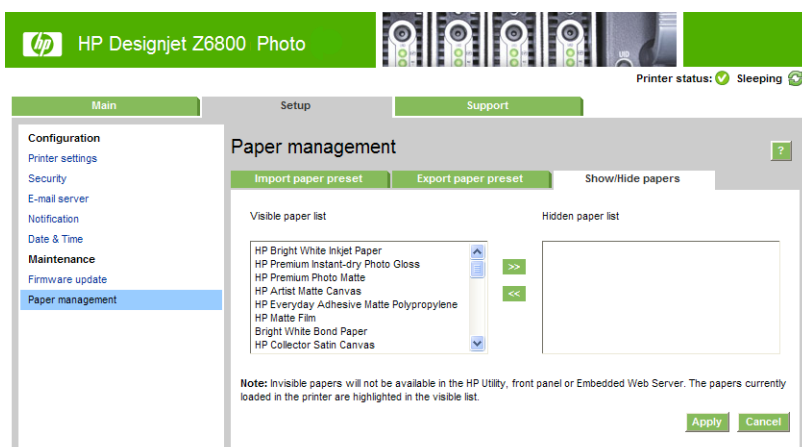 hp HP Designjet Z6800 Photo
UID
Printer status: Sleeping
Main Setup Support
Configuration
Printer settings
Security
E-mail server
Notification
Date & Time
Maintenance
Firmware update
Paper management
Paper management ?
Import paper preset Export paper preset Show/Hide papers
Visible paper list Hidden paper list
HP Bright White Inkjet Paper
HP Premium Instant-dry Photo Gloss
HP Premium Photo Matte
HP Artist Matte Canvas
HP Everyday Adhesive Matte Polypropylene
HP Matte Film
Bright White Bond Paper
HP Collector Satin Canvas
>>
<<
Note: Invisible papers will not be available in the HP Utility, front panel or Embedded Web Server. The papers currently
loaded in the printer are highlighted in the visible list.
Apply Cancel